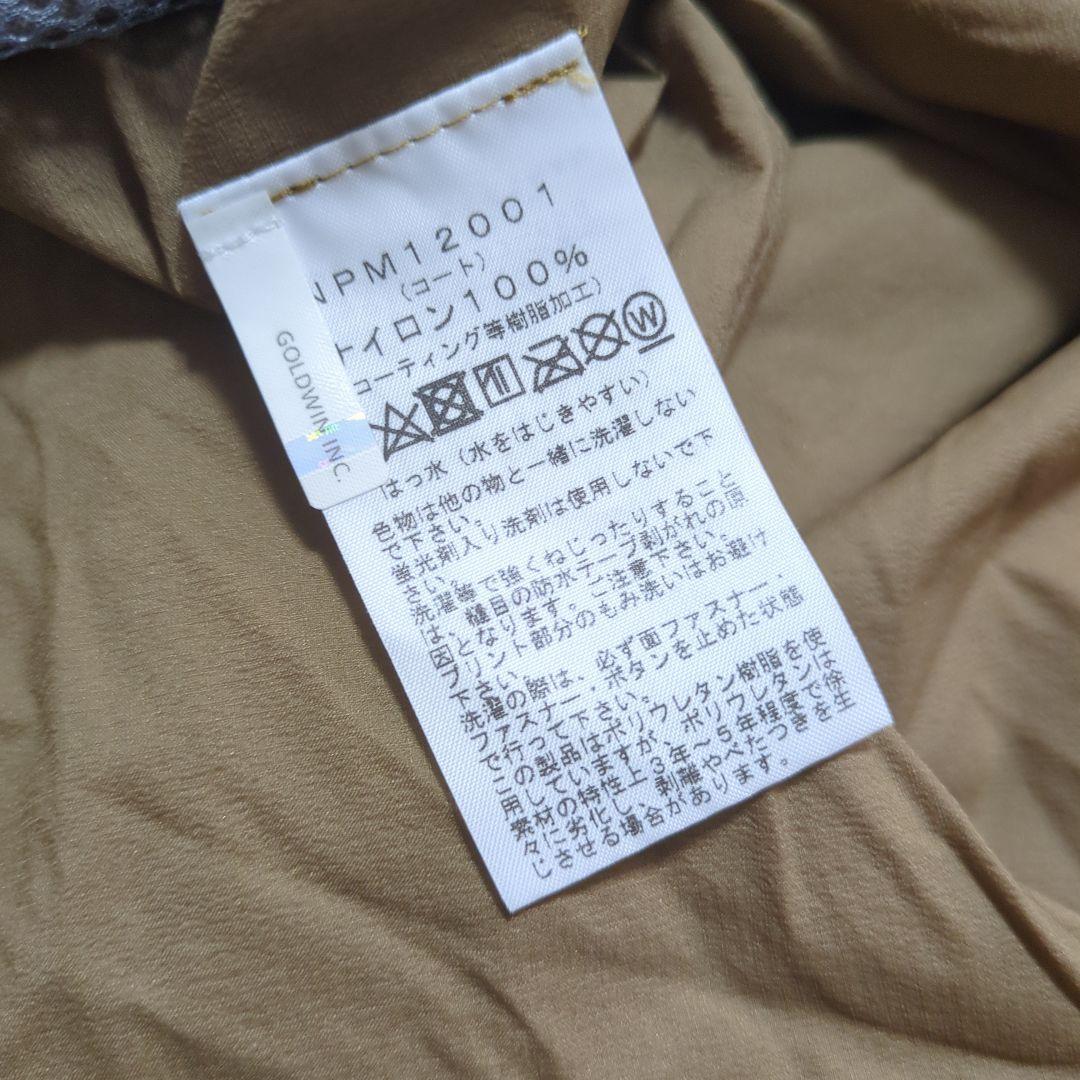 NPM12001
(コート)
ナイロン100%
コーティング等樹脂加工)
W
GOLDWIN INC.
はっ水(水をはじきやすい)
色物は他の物と一緒に洗濯しない
で下さい。
蛍光剤入り洗剤は使用しないで下
さい。
洗濯等で強くねじったりすること
は、縫目の防水テープ剥がれの原
因となります。ご注意下さい。
プリント部分のもみ洗いはお避け
下さい。
洗濯の際は、必ず面ファスナー、
ファスナー・ボタンを止めた状態
で行って下さい。
この製品はポリウレタン樹脂を使
用していますが、ポリウレタンは
素材の特性上3年~5年程度で徐
々に劣化し、剥離やべたつきを生
じさせる場合があります。